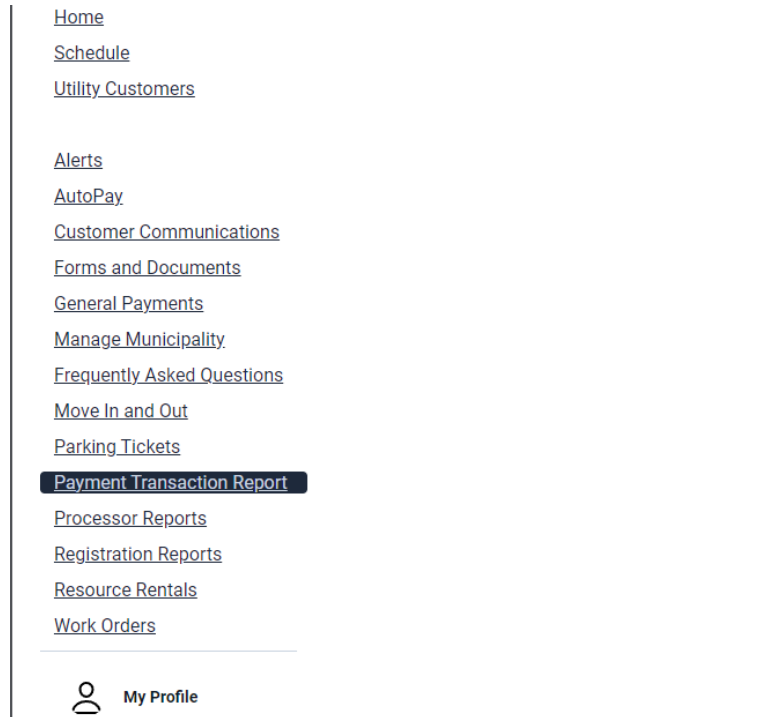 Home
Schedule
Utility Customers
Alerts
AutoPay
Customer Communications
Forms and Documents
General Payments
Manage Municipality
Frequently Asked Questions
Move In and Out
Parking Tickets
Payment Transaction Report
Processor Reports
Registration Reports
Resource Rentals
Work Orders
My Profile